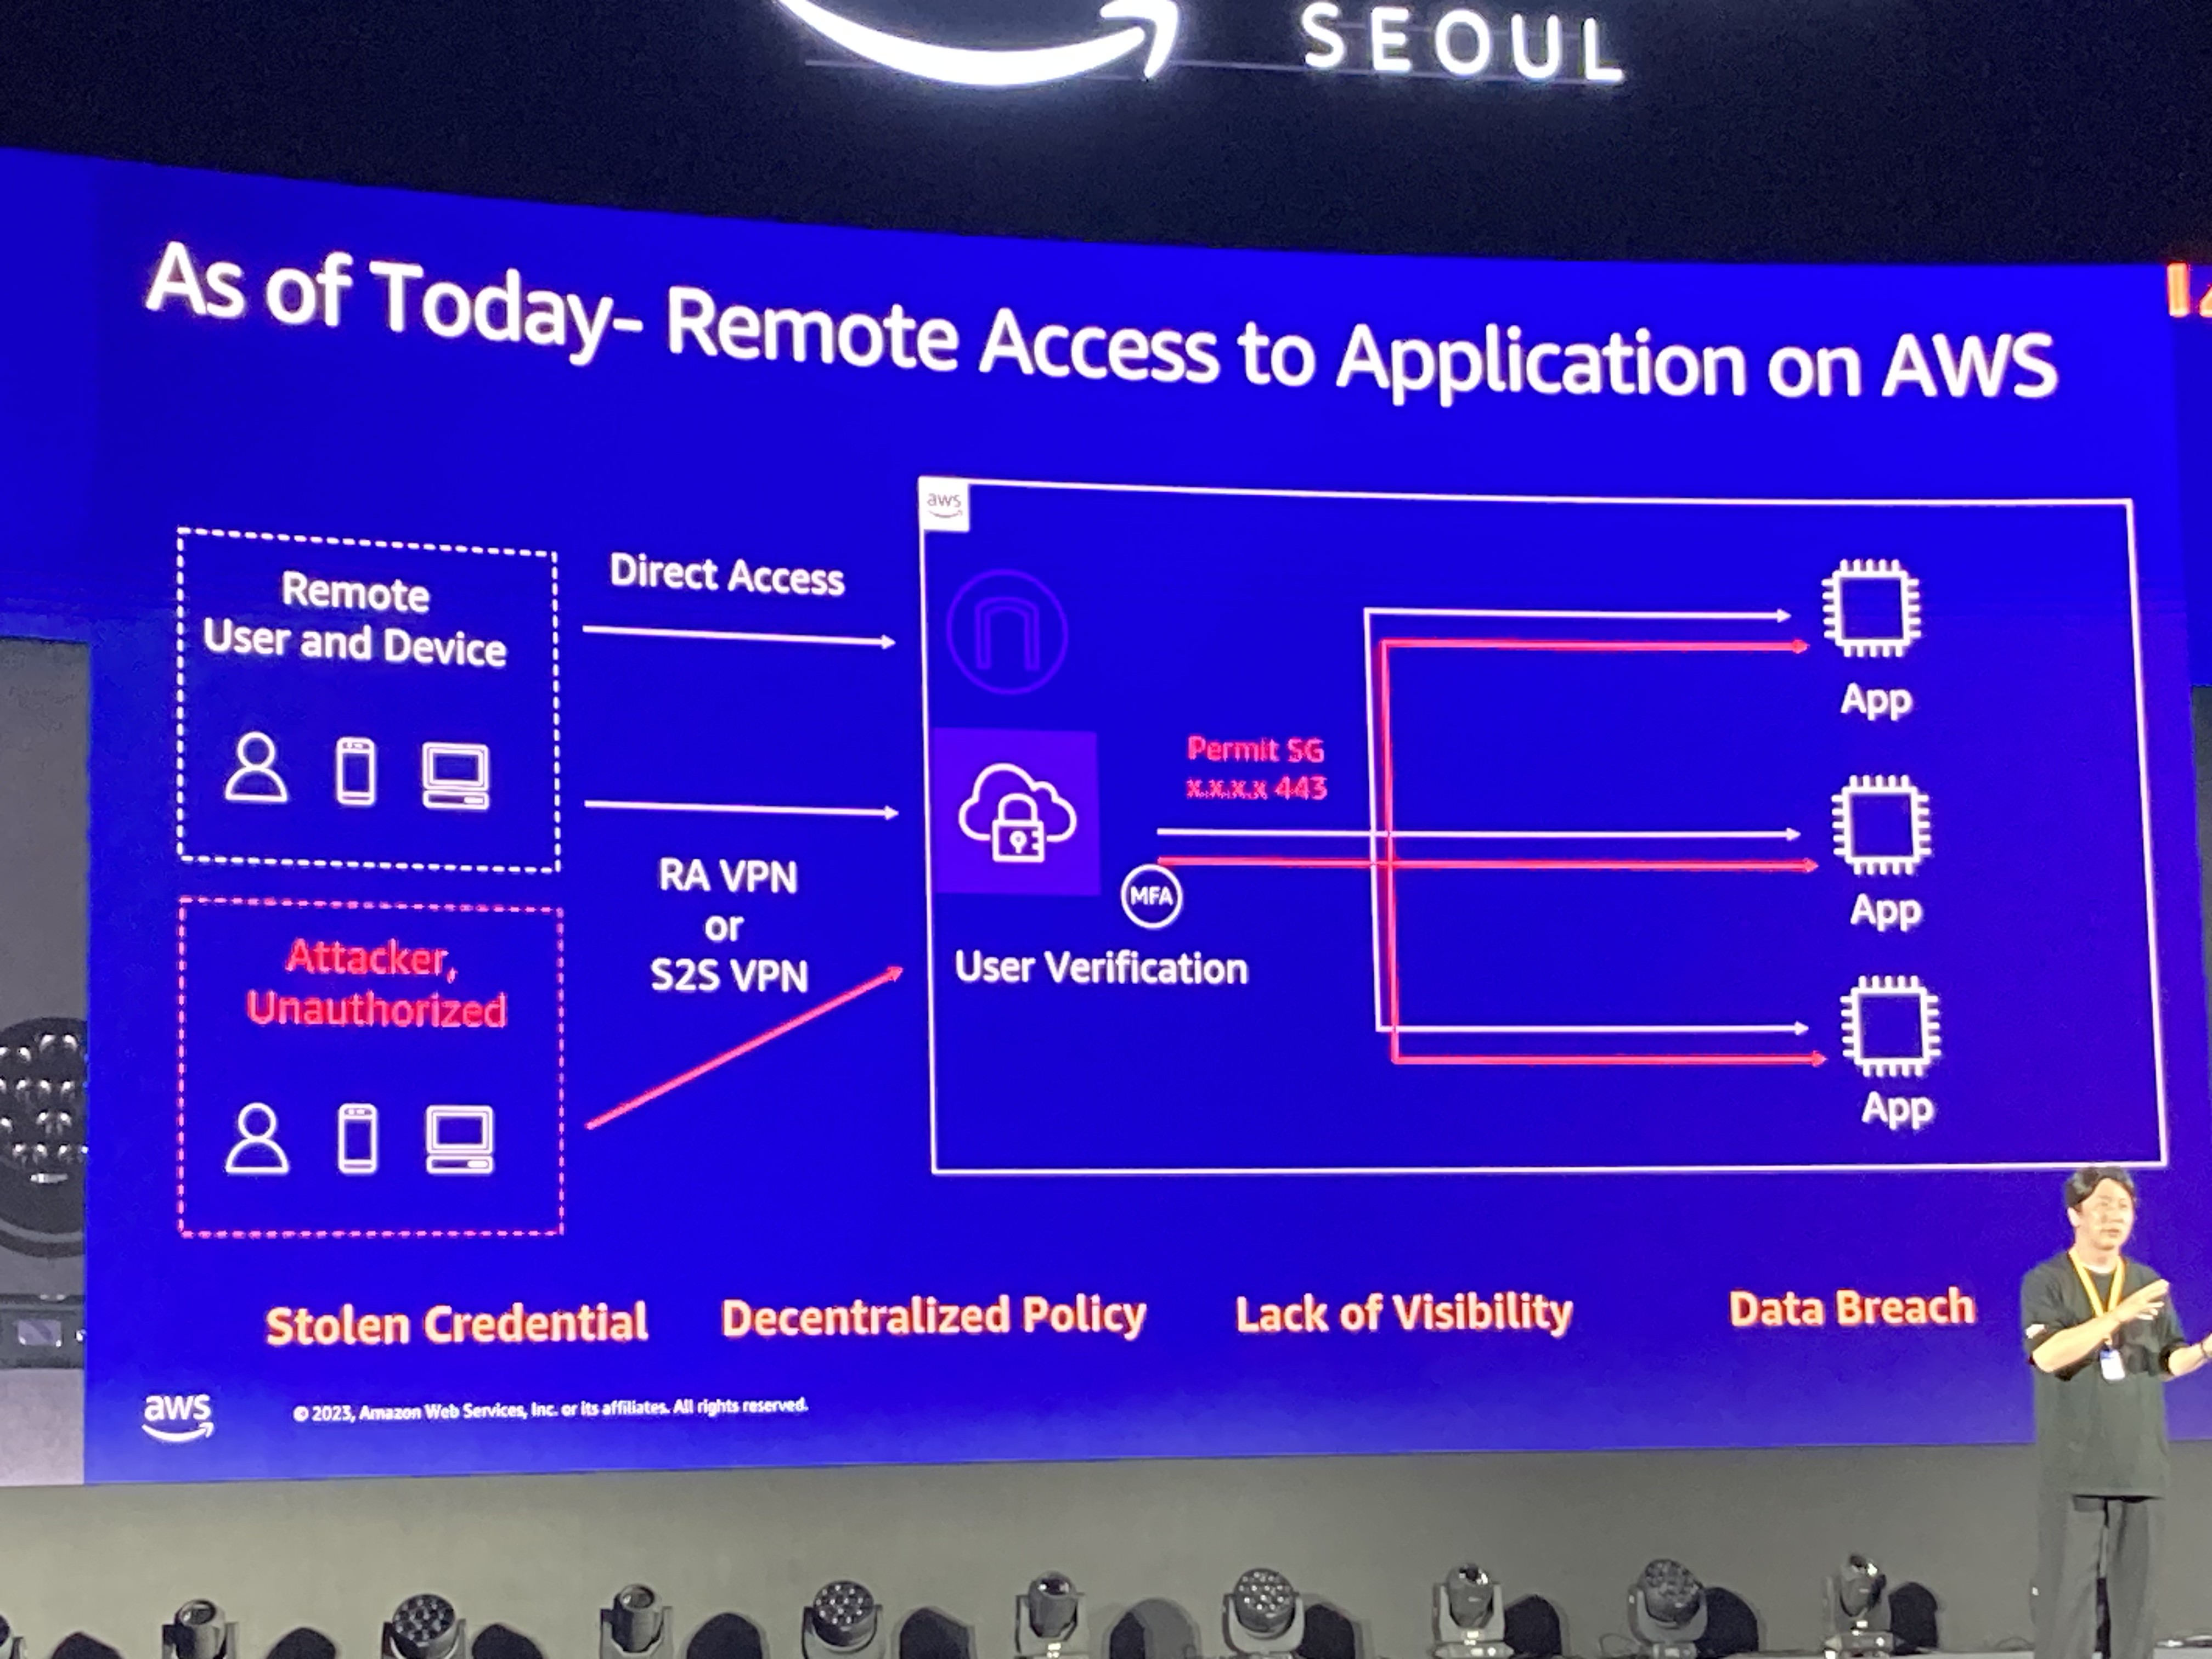 SEOUL
As of Today- Remote Access to Application on AWS
aws
Remote
User and Device
Direct Access
RA VPN
or
S2S VPN
Attacker,
Unauthorized
Permit SG
x.x.x.x 443
MFA
User Verification
App
App
App
Stolen Credential
Decentralized Policy
Lack of Visibility
Data Breach
aws
© 2023, Amazon Web Services, Inc. or its affiliates. All rights reserved.